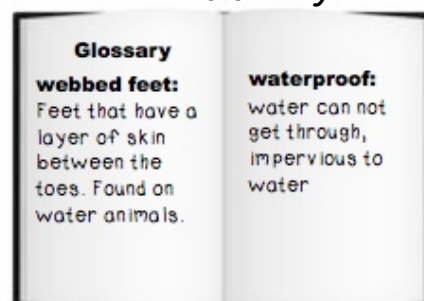 Glossary
webbed feet:
Feet that have a
layer of skin
between the
toes. Found on
water animals.
waterproof:
water can not
get through,
impervious to
water